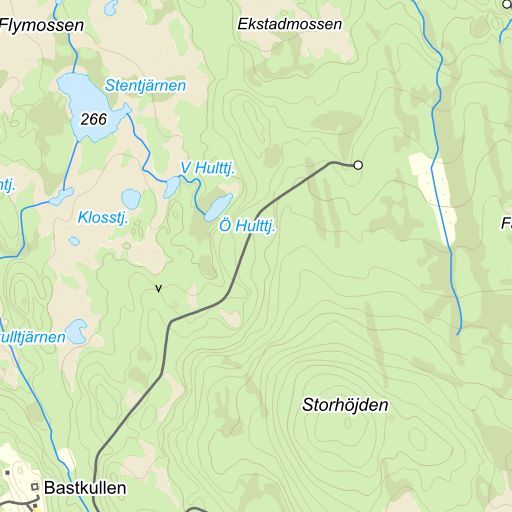 Flymossen
Ekstadmossen
Stentjärnen
266
V Hulttj.
Klosstj.
Ö Hulttj.
Storhöjden
Bastkullen